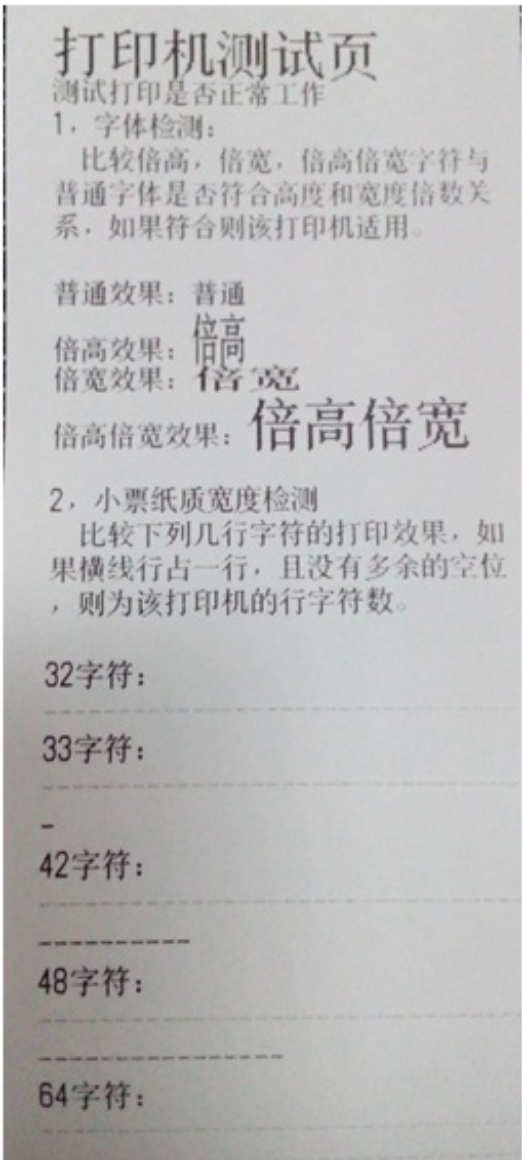 打印机测试页
测试打印是否正常工作
1，字体检测：
比较倍高，倍宽，倍高倍宽字符与
普通字体是否符合高度和宽度倍数关
系，如果符合则该打印机适用。
普通效果：普通
倍高效果：倍高
倍宽效果：倍宽
倍高倍宽效果：倍高倍宽
2，小票纸质宽度检测
比较下列几行字符的打印效果，如
果横线行占一行，且没有多余的空位
，则为该打印机的行字符数。
32字符：
--------------------------------
33字符：
--------------------------------
-
42字符：
--------------------------------
----------
48字符：
--------------------------------
----------------
64字符：
--------------------------------